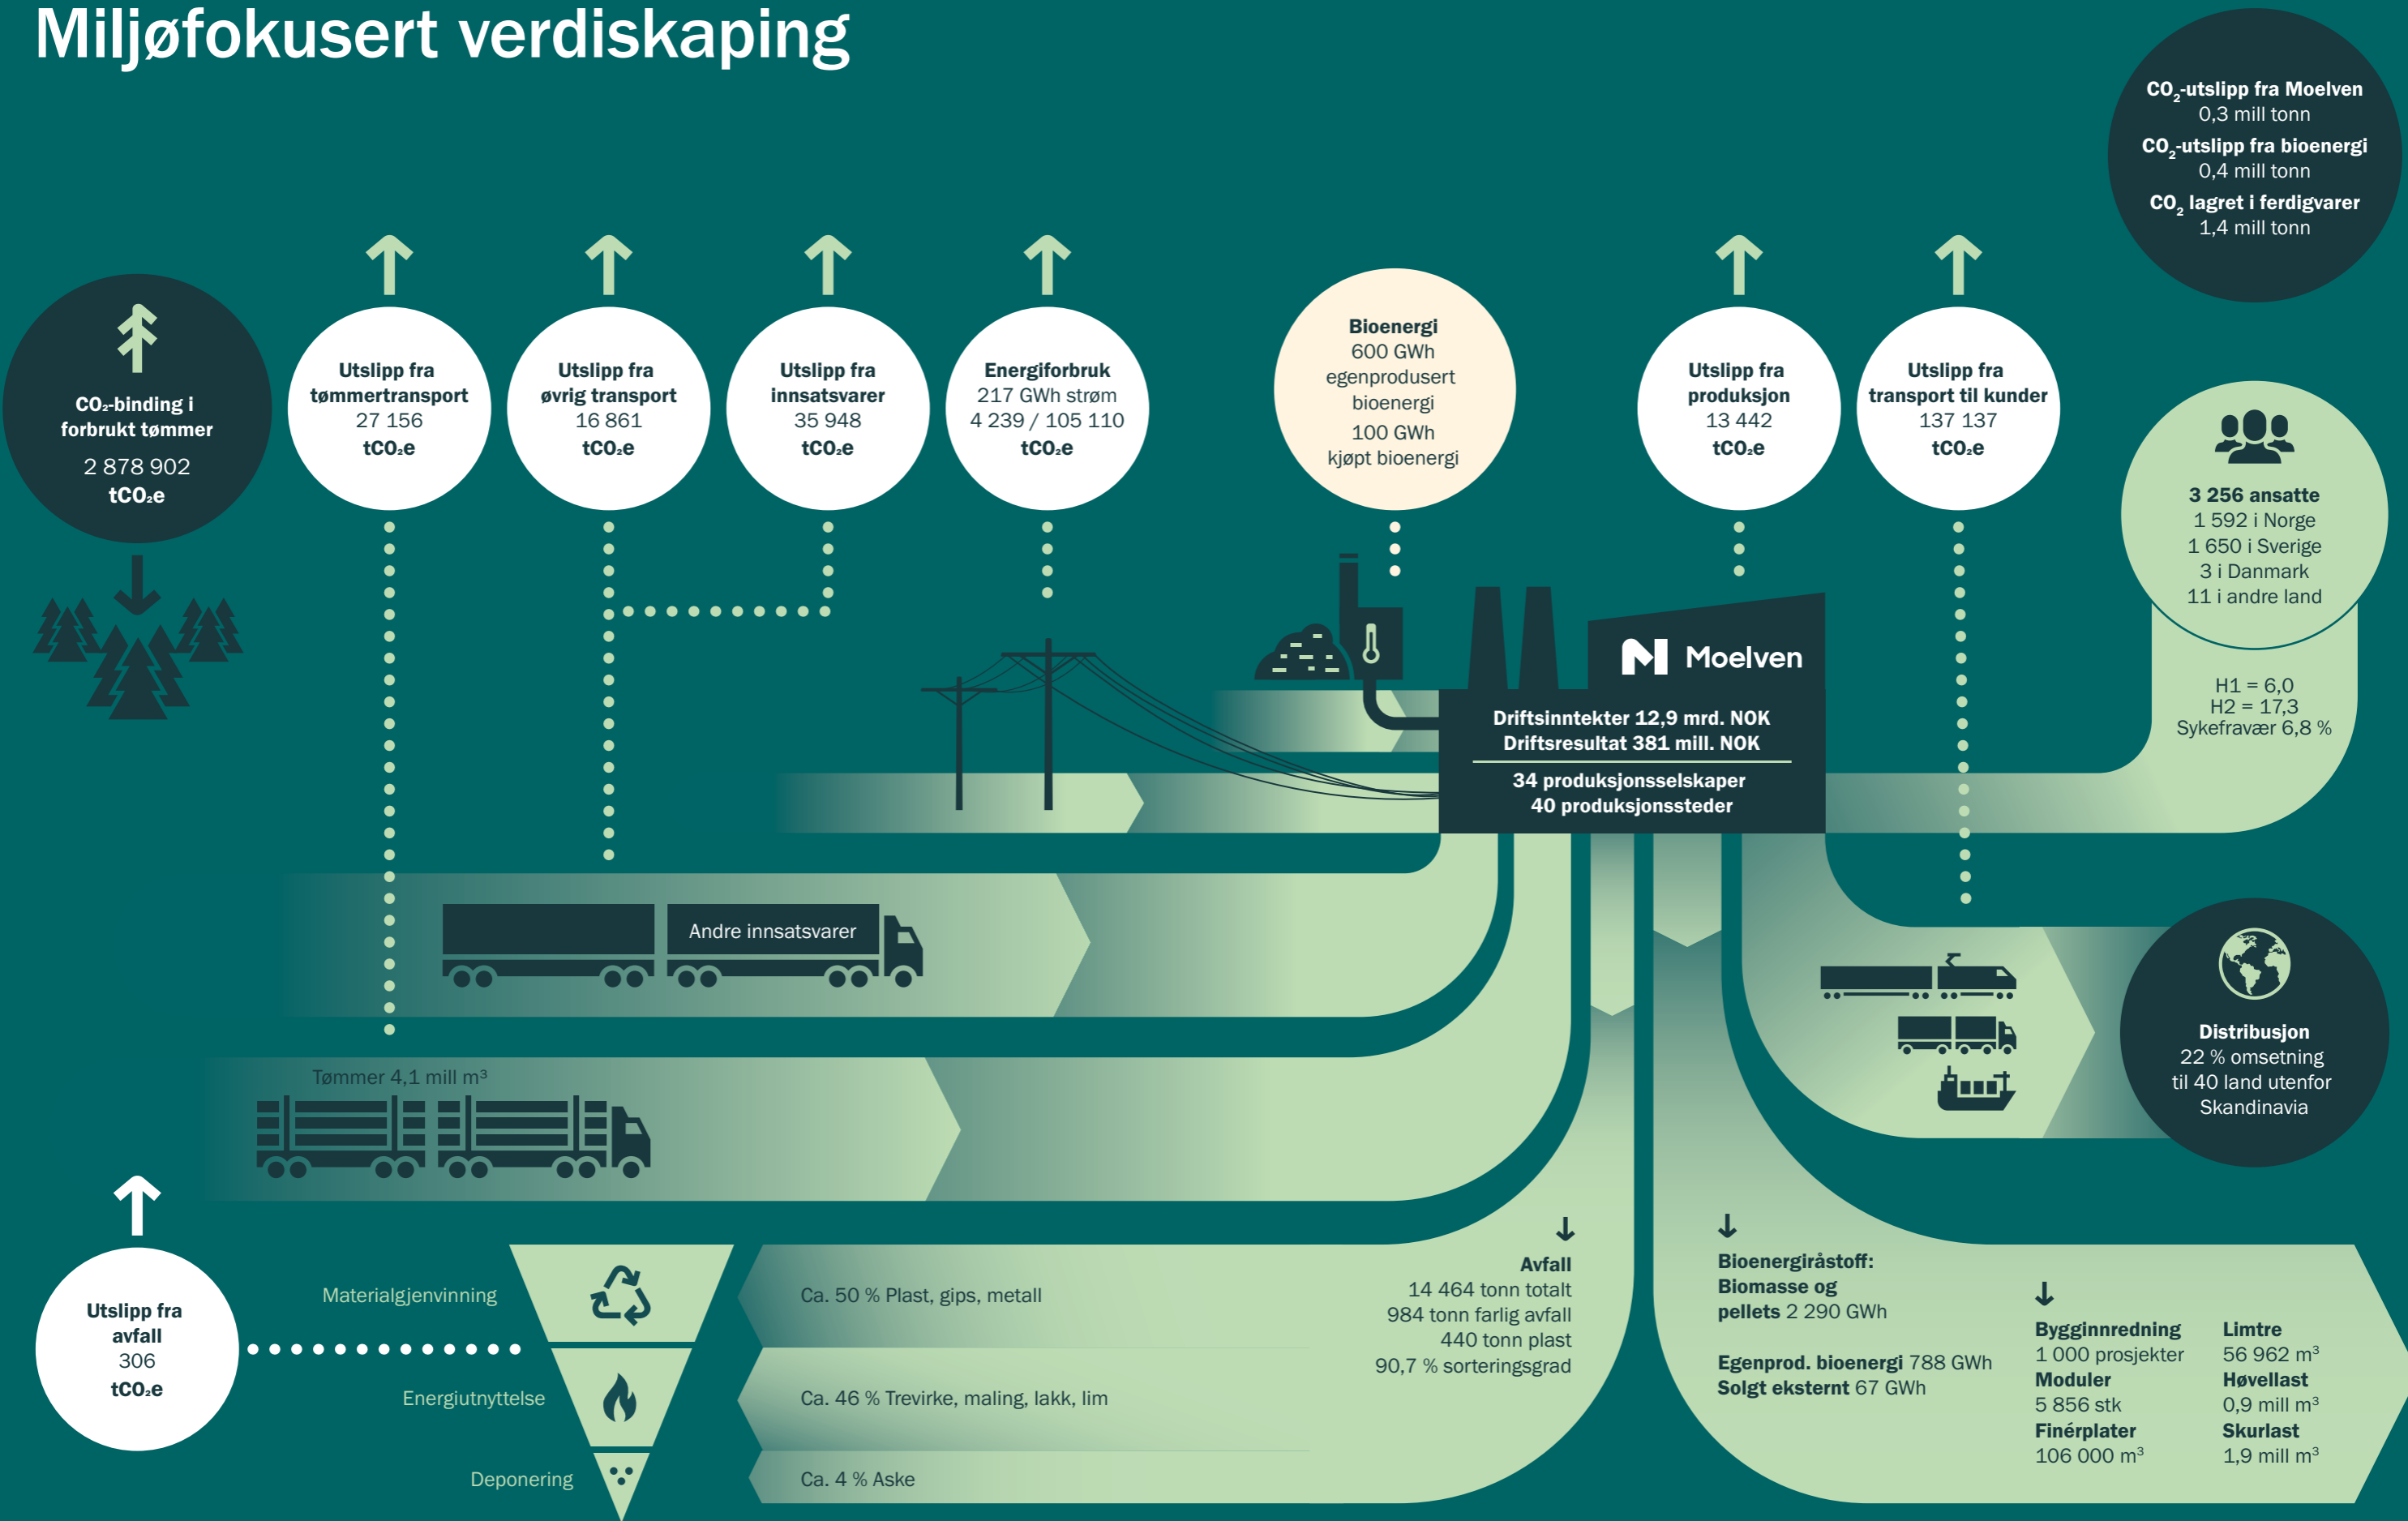 Miljøfokusert verdiskaping
CO₂-utslipp fra Moelven
0,3 mill tonn
CO₂-utslipp fra bioenergi
0,4 mill tonn
CO₂ lagret i ferdigvarer
1,4 mill tonn
CO₂-binding i
forbrukt tømmer
2 878 902
tCO₂e
Utslipp fra
tømmertransport
27 156
tCO₂e
Utslipp fra
øvrig transport
16 861
tCO₂e
Utslipp fra
innsatsvarer
35 948
tCO₂e
Energiforbruk
217 GWh strøm
4 239 / 105 110
tCO₂e
Bioenergi
600 GWh
egenprodusert
bioenergi
100 GWh
kjøpt bioenergi
Utslipp fra
produksjon
13 442
tCO₂e
Utslipp fra
transport til kunder
137 137
tCO₂e
3 256 ansatte
1 592 i Norge
1 650 i Sverige
3 i Danmark
11 i andre land
H1 = 6,0
H2 = 17,3
Sykefravær 6,8 %
Moelven
Driftsinntekter 12,9 mrd. NOK
Driftsresultat 381 mill. NOK
34 produksjonsselskaper
40 produksjonssteder
Andre innsatsvarer
Tømmer 4,1 mill m³
Distribusjon
22 % omsetning
til 40 land utenfor
Skandinavia
Utslipp fra
avfall
306
tCO₂e
Materialgjenvinning
Energiutnyttelse
Deponering
Ca. 50 % Plast, gips, metall
Ca. 46 % Trevirke, maling, lakk, lim
Ca. 4 % Aske
Avfall
14 464 tonn totalt
984 tonn farlig avfall
440 tonn plast
90,7 % sorteringsgrad
Bioenergiråstoff:
Biomasse og
pellets 2 290 GWh
Egenprod. bioenergi 788 GWh
Solgt eksternt 67 GWh
Bygginnredning
1 000 prosjekter
Moduler
5 856 stk
Finérplater
106 000 m³
Limtre
56 962 m³
Høvellast
0,9 mill m³
Skurlast
1,9 mill m³